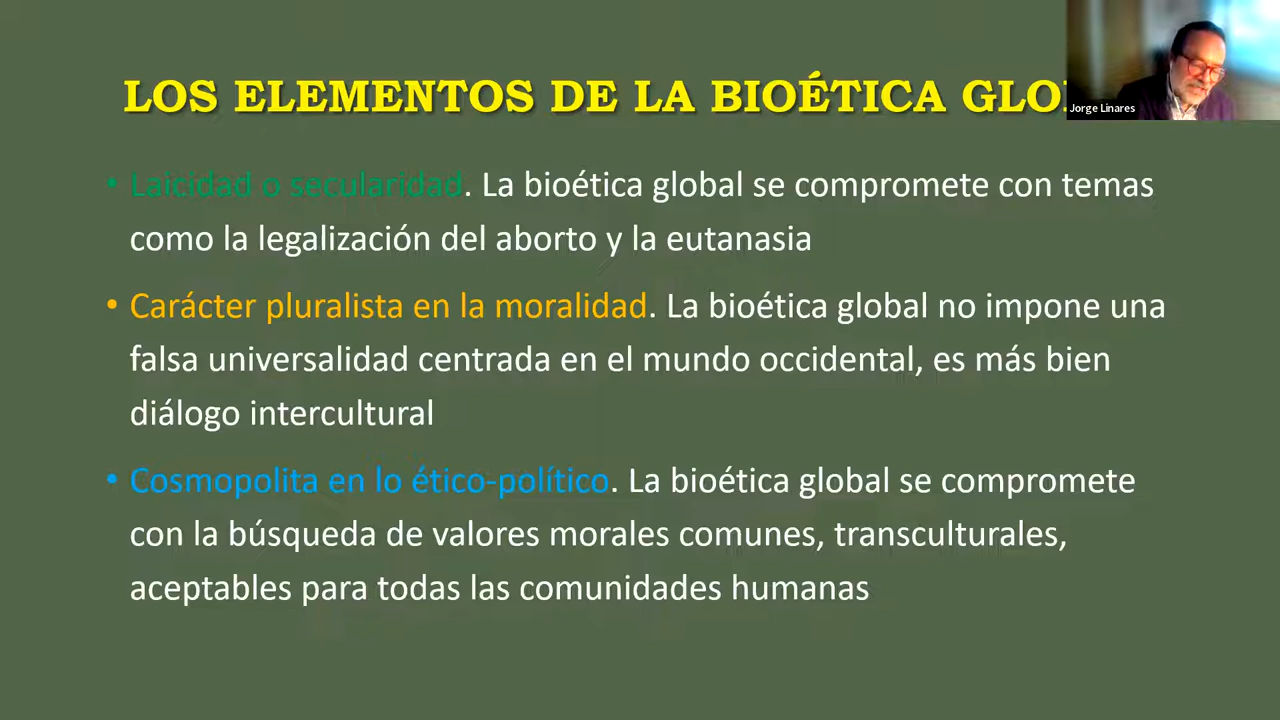 LOS ELEMENTOS DE LA BIOÉTICA
Jorge Linares
• Laicidad o secularidad. La bioética global se compromete con temas
como la legalización del aborto y la eutanasia
• Carácter pluralista en la moralidad. La bioética global no impone una
falsa universalidad centrada en el mundo occidental, es más bien
diálogo intercultural
• Cosmopolita en lo ético-político. La bioética global se compromete
con la búsqueda de valores morales comunes, transculturales,
aceptables para todas las comunidades humanas